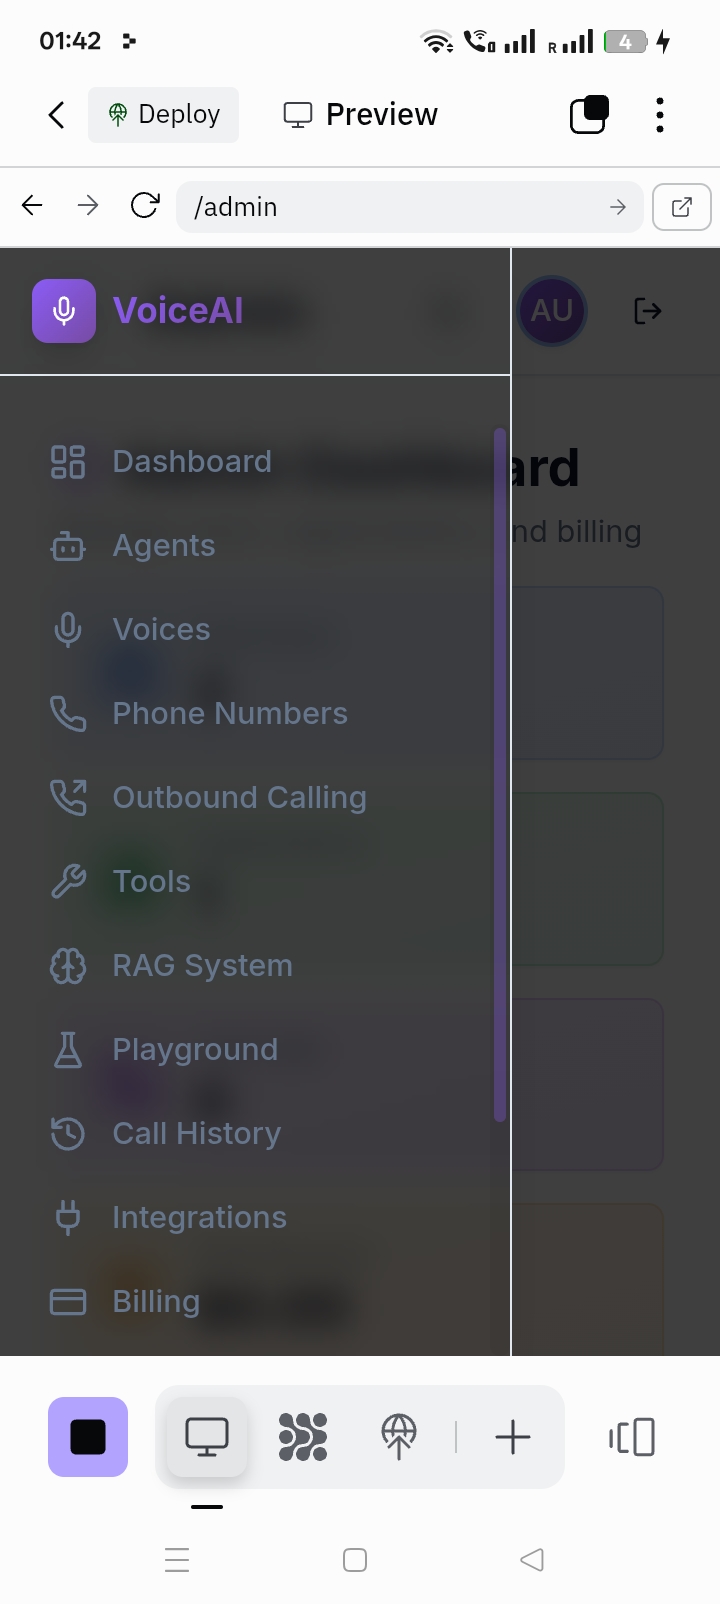 01:42
R
4
Deploy
Preview
/admin
VoiceAI
AU
Dashboard
ard
Agents
nd billing
Voices
Phone Numbers
Outbound Calling
Tools
RAG System
Playground
Call History
Integrations
Billing